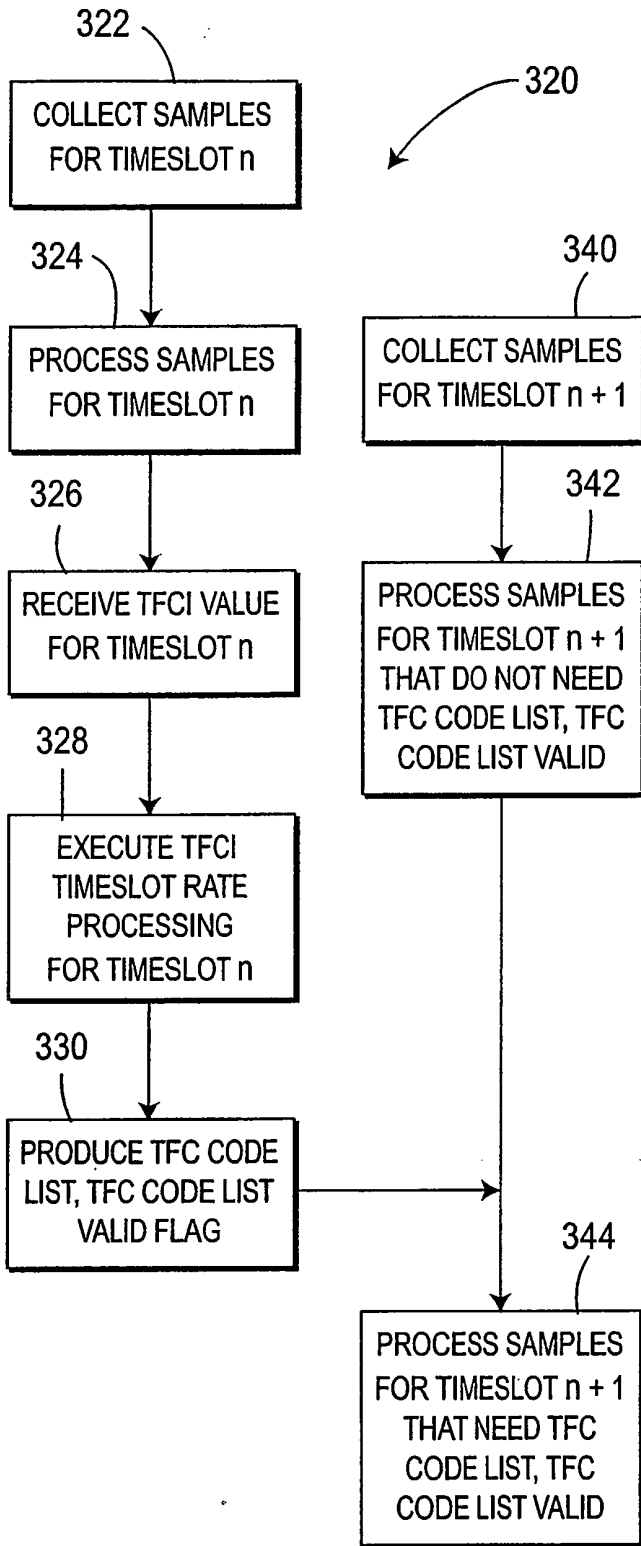 322
COLLECT SAMPLES
FOR TIMESLOT n
320
324
PROCESS SAMPLES
FOR TIMESLOT n
340
COLLECT SAMPLES
FOR TIMESLOT n + 1
326
RECEIVE TFCI VALUE
FOR TIMESLOT n
342
PROCESS SAMPLES
FOR TIMESLOT n + 1
THAT DO NOT NEED
TFC CODE LIST, TFC
CODE LIST VALID
328
EXECUTE TFCI
TIMESLOT RATE
PROCESSING
FOR TIMESLOT n
330
PRODUCE TFC CODE
LIST, TFC CODE LIST
VALID FLAG
344
PROCESS SAMPLES
FOR TIMESLOT n + 1
THAT NEED TFC
CODE LIST, TFC
CODE LIST VALID